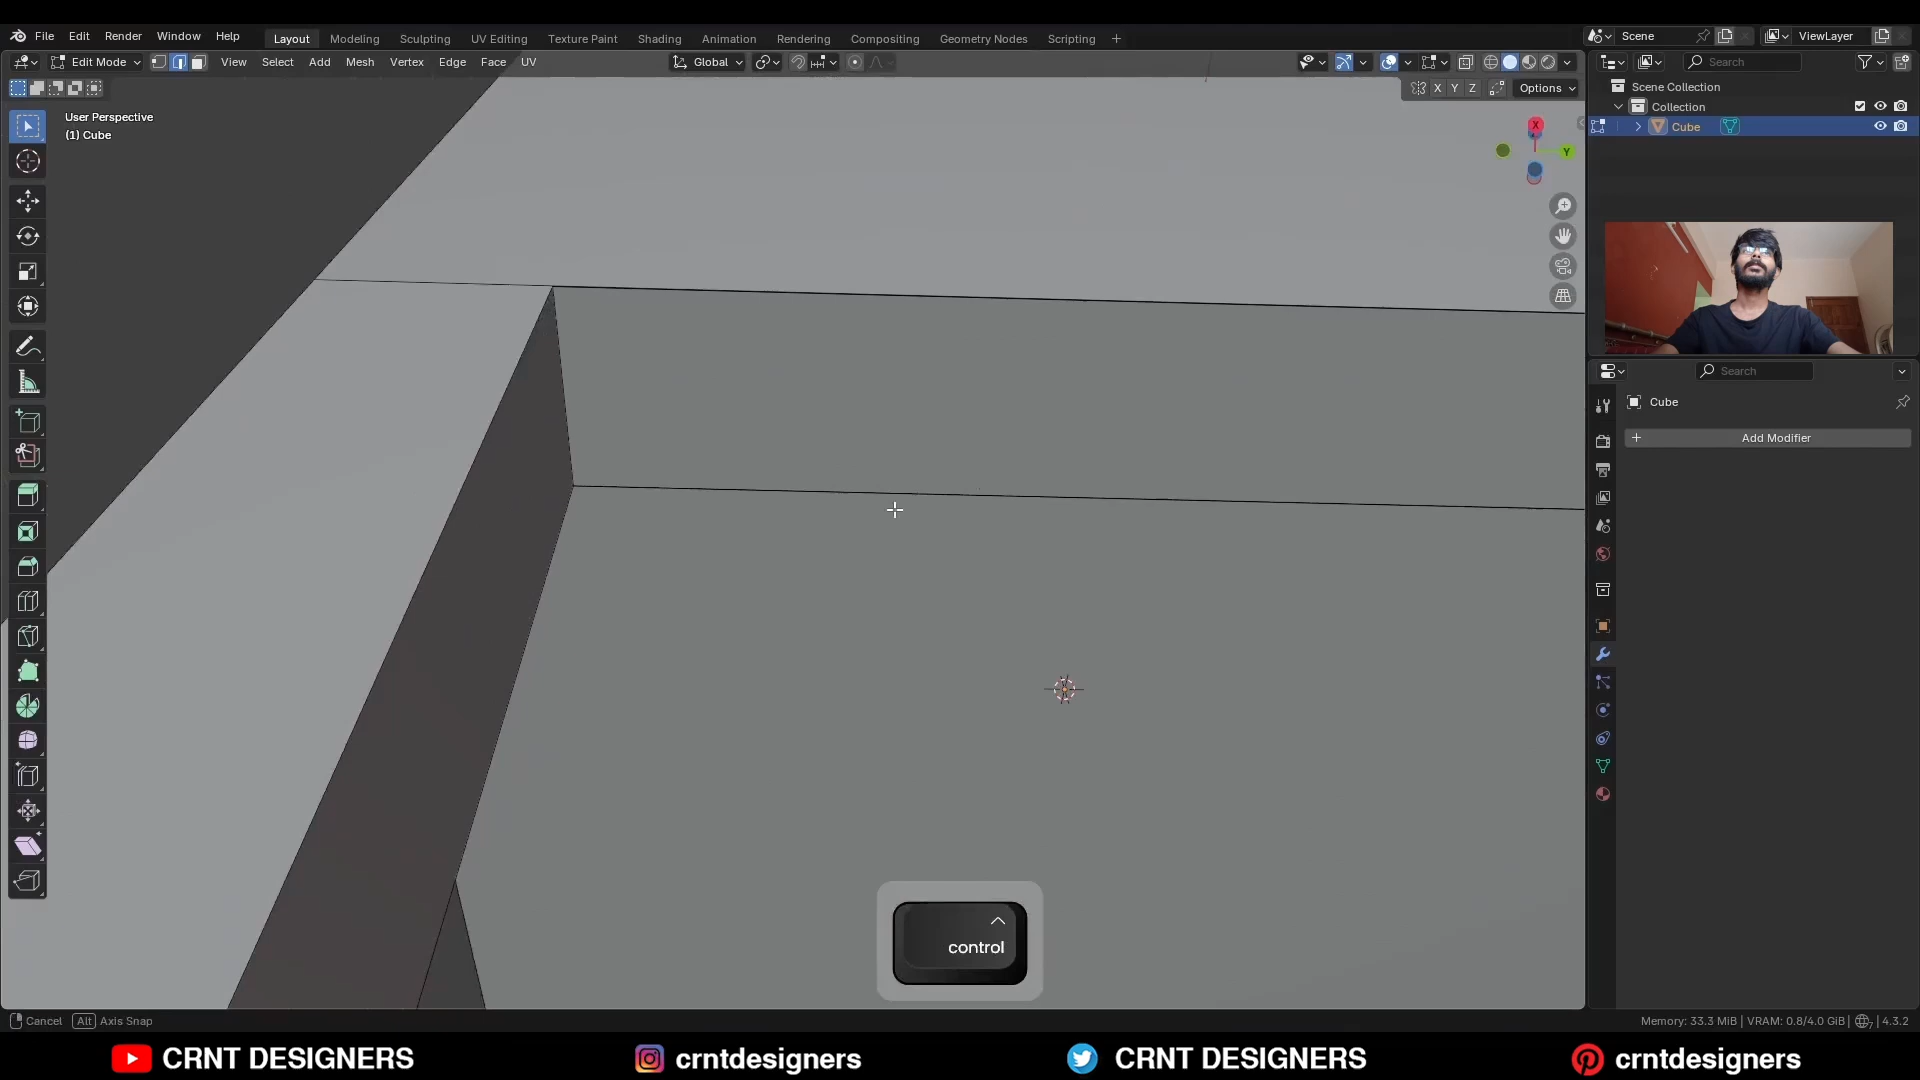 File Edit Render Window Help Layout Modeling Sculpting UV Editing Texture Paint Shading Animation Rendering Compositing Geometry Nodes Scripting + Scene ViewLayer
Edit Mode View Select Add Mesh Vertex Edge Face UV Global Search
X Y Z Options
Scene Collection
Collection
Cube
User Perspective
(1) Cube
X
Y
Search
Cube
+ Add Modifier
control
Cancel Alt Axis Snap
Memory: 33.3 MiB | VRAM: 0.8/4.0 GiB | 7 | 4.3.2
CRNT DESIGNERS crntdesigners CRNT DESIGNERS crntdesigners